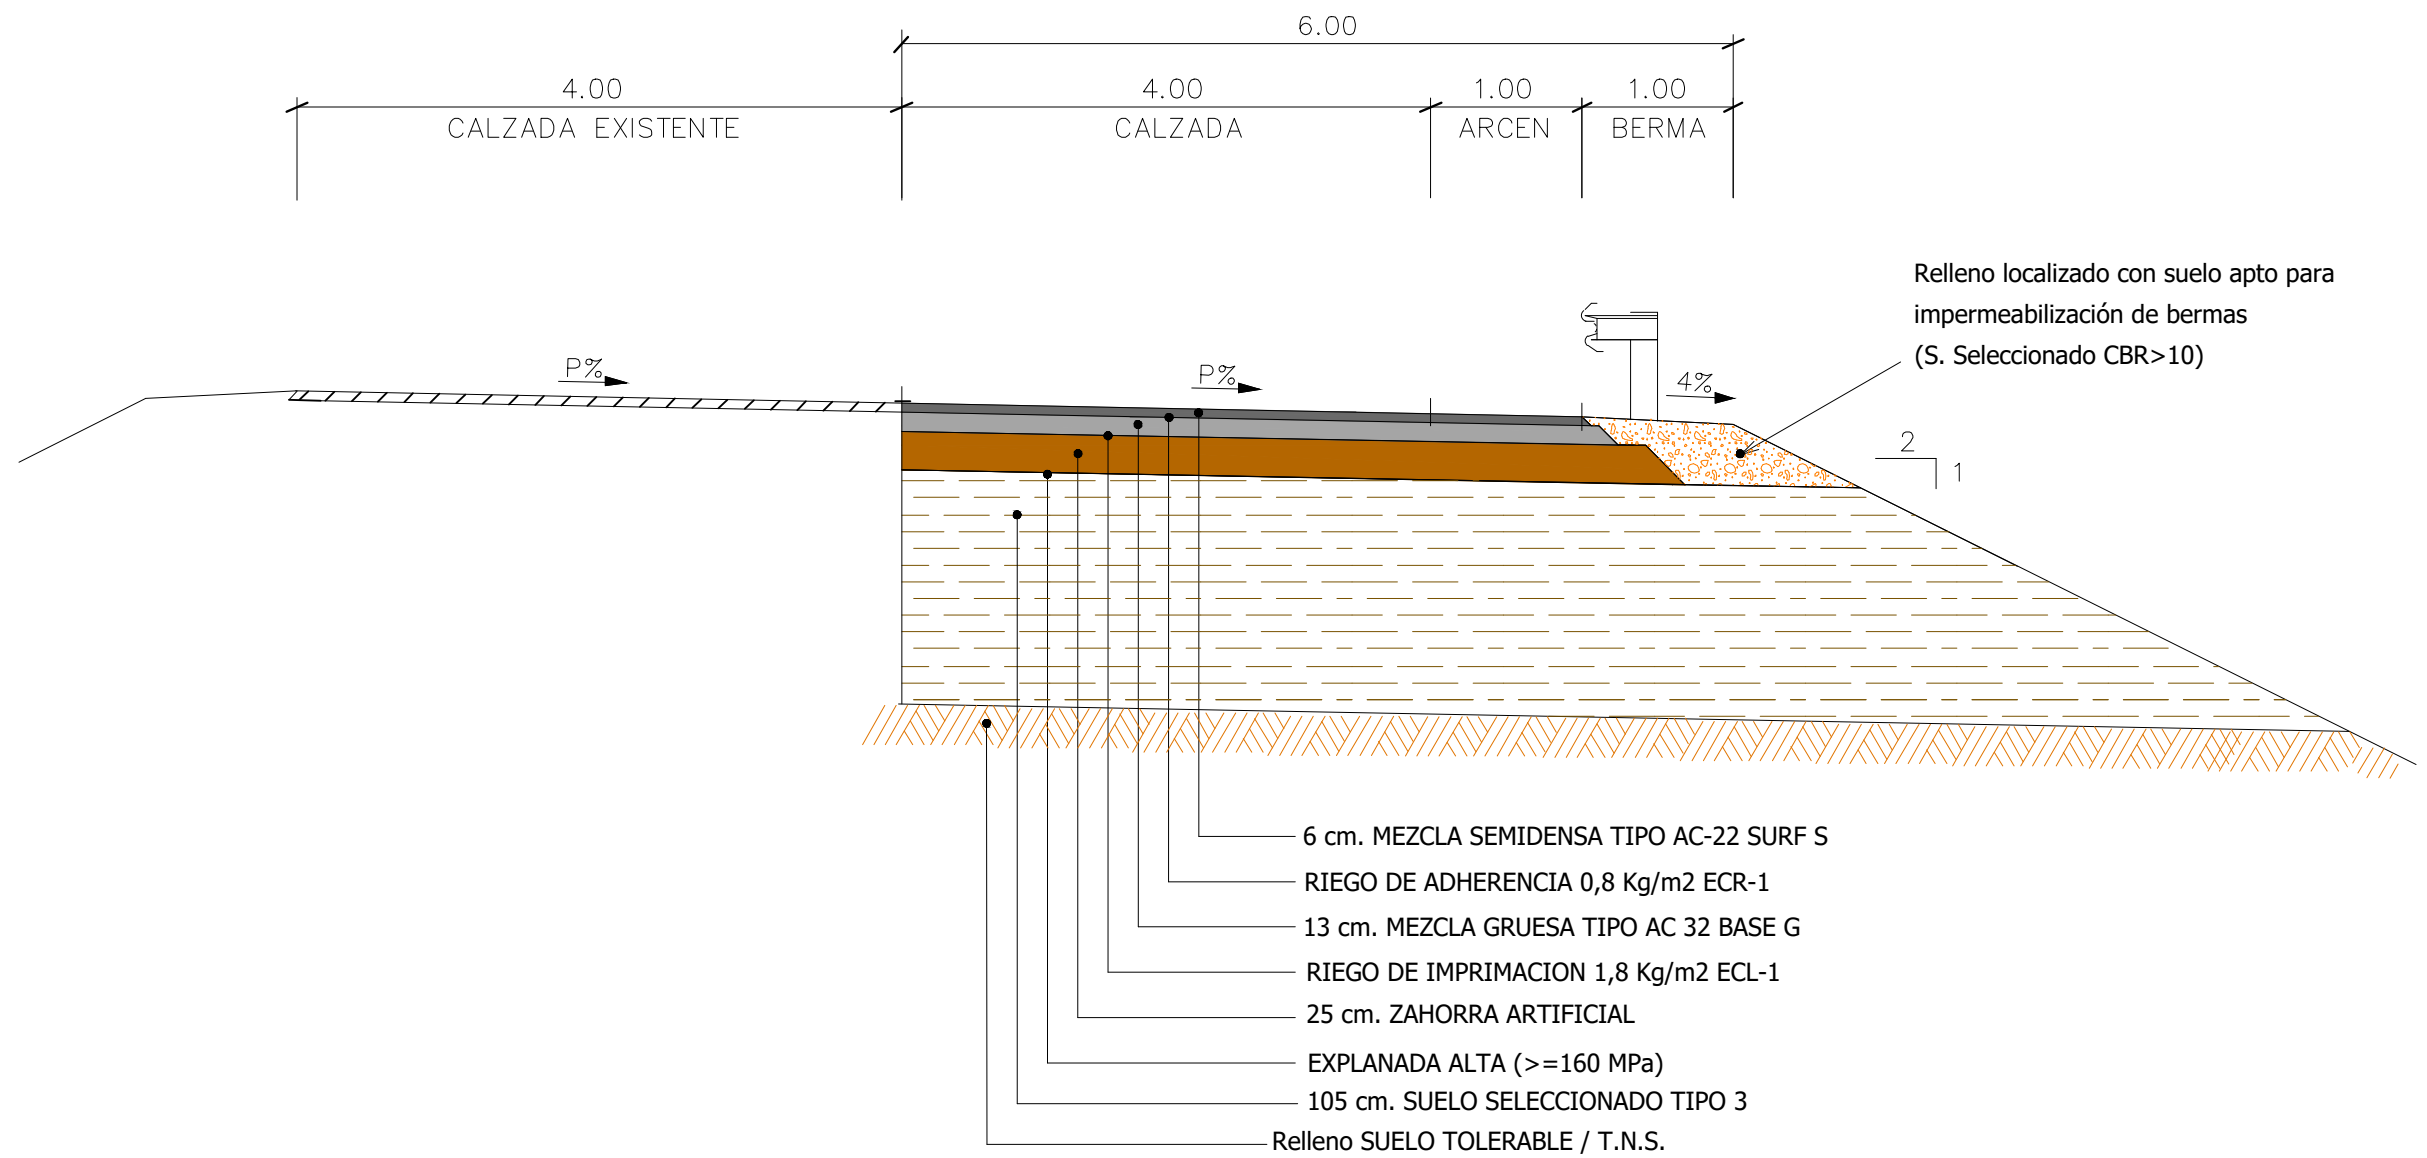 6.00
4.00 4.00 1.00 1.00
CALZADA EXISTENTE CALZADA ARCEN BERMA
Relleno localizado con suelo apto para
impermeabilización de bermas
(S. Seleccionado CBR>10)
P% P% 4%
2
1
6 cm. MEZCLA SEMIDENSA TIPO AC-22 SURF S
RIEGO DE ADHERENCIA 0,8 Kg/m2 ECR-1
13 cm. MEZCLA GRUESA TIPO AC 32 BASE G
RIEGO DE IMPRIMACION 1,8 Kg/m2 ECL-1
25 cm. ZAHORRA ARTIFICIAL
EXPLANADA ALTA (>=160 MPa)
105 cm. SUELO SELECCIONADO TIPO 3
Relleno SUELO TOLERABLE / T.N.S.